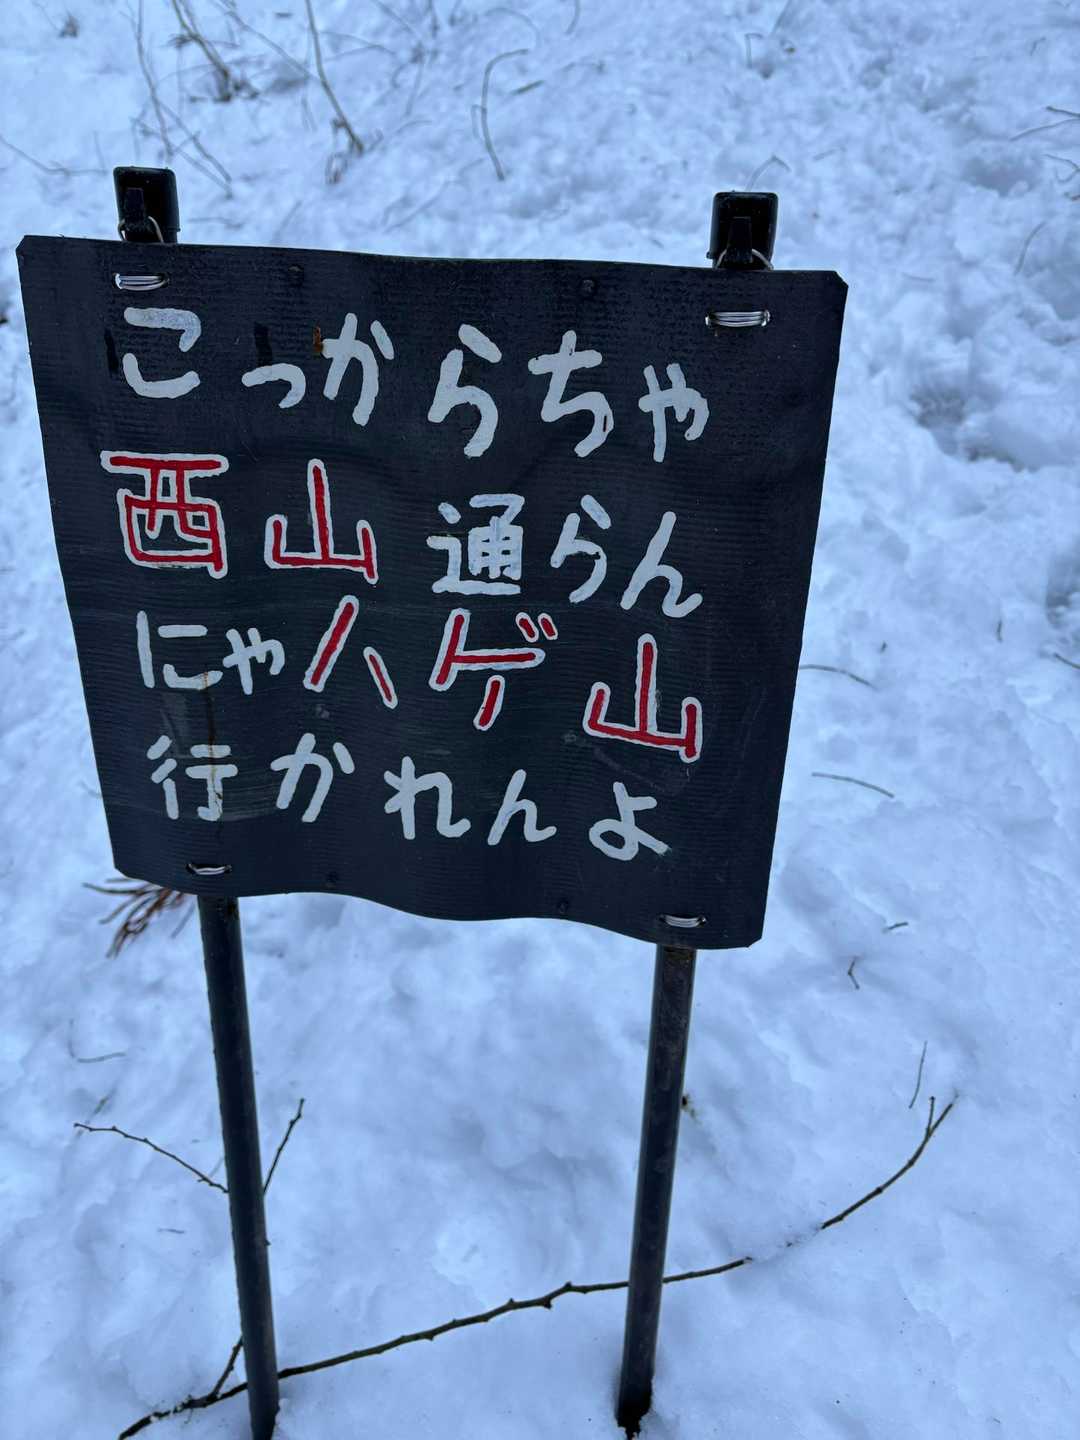 こっからちゃ
西山通らん
にゃハゲ山
行かれんよ